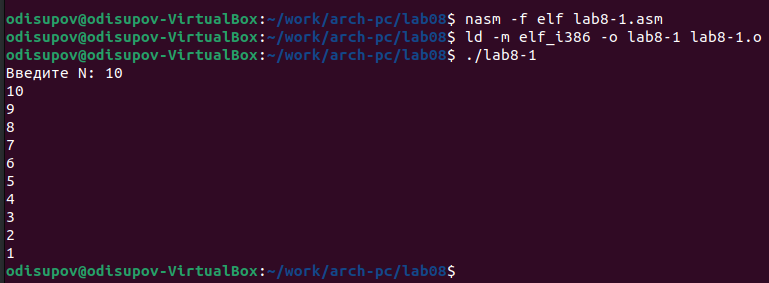 odisupov@odisupov-VirtualBox:~/work/arch-pc/lab08$ nasm -f elf lab8-1.asm
odisupov@odisupov-VirtualBox:~/work/arch-pc/lab08$ ld -m elf_i386 -o lab8-1 lab8-1.o
odisupov@odisupov-VirtualBox:~/work/arch-pc/lab08$ ./lab8-1
Введите N: 10
10
9
8
7
6
5
4
3
2
1
odisupov@odisupov-VirtualBox:~/work/arch-pc/lab08$